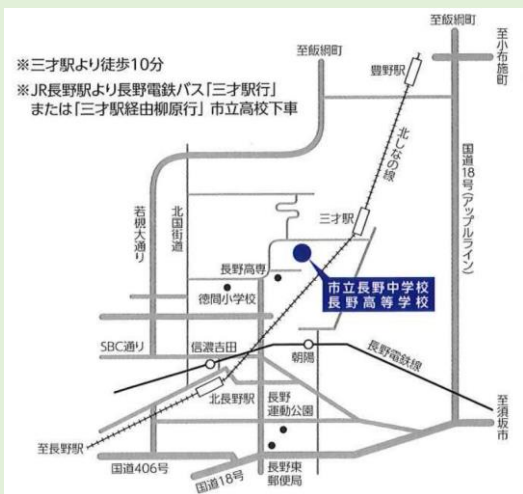 至飯綱町
至飯綱町
至小布施町
※三才駅より徒歩10分
※JR長野駅より長野電鉄バス「三才駅行」
または「三才駅経由柳原行」市立高校下車
豊野駅
北しなの線
国道18号(アップルライン)
若槻大通り
北国街道
三才駅
長野高専
徳間小学校
市立長野中学校
長野高等学校
SBC通り
信濃吉田
朝陽
長野電鉄線
北長野駅
長野
運動公園
至長野駅
至須坂市
国道406号
国道18号
長野東
郵便局